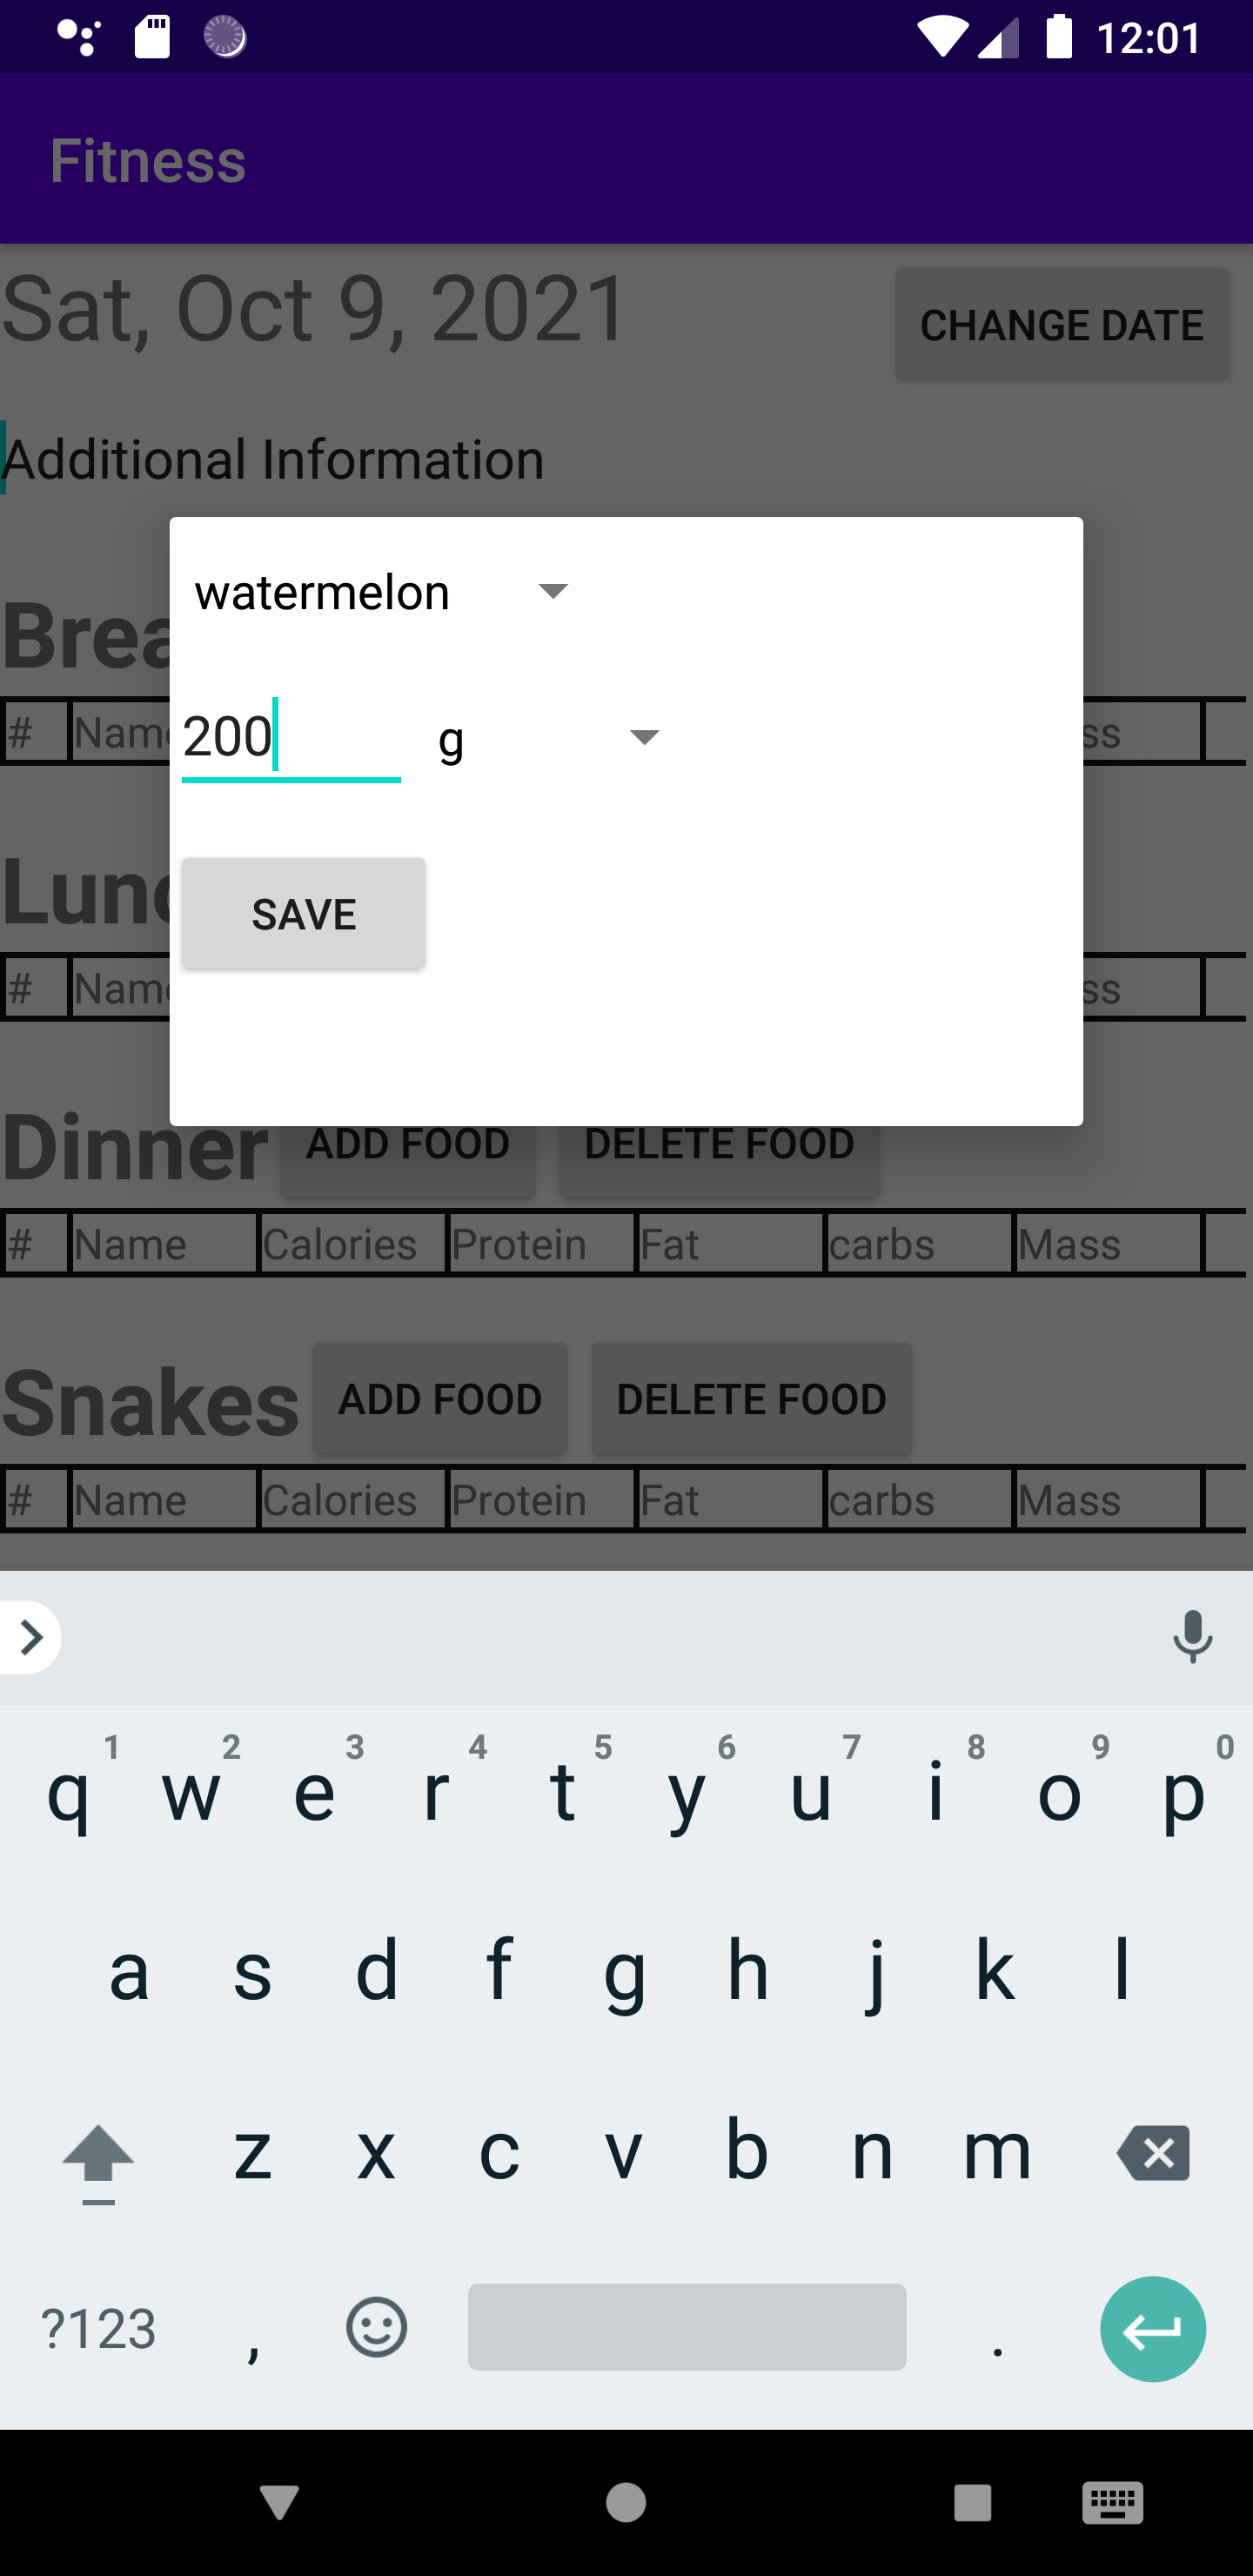 12:01
Fitness
Sat, Oct 9, 2021
CHANGE DATE
Additional Information
watermelon
200 g
SAVE
Brea
# Name ss
Lunc
# Name ss
Dinner ADD FOOD DELETE FOOD
# Name Calories Protein Fat carbs Mass
Snakes ADD FOOD DELETE FOOD
# Name Calories Protein Fat carbs Mass
1 2 3 4 5 6 7 8 9 0
q w e r t y u i o p
a s d f g h j k l
z x c v b n m
?123 , .